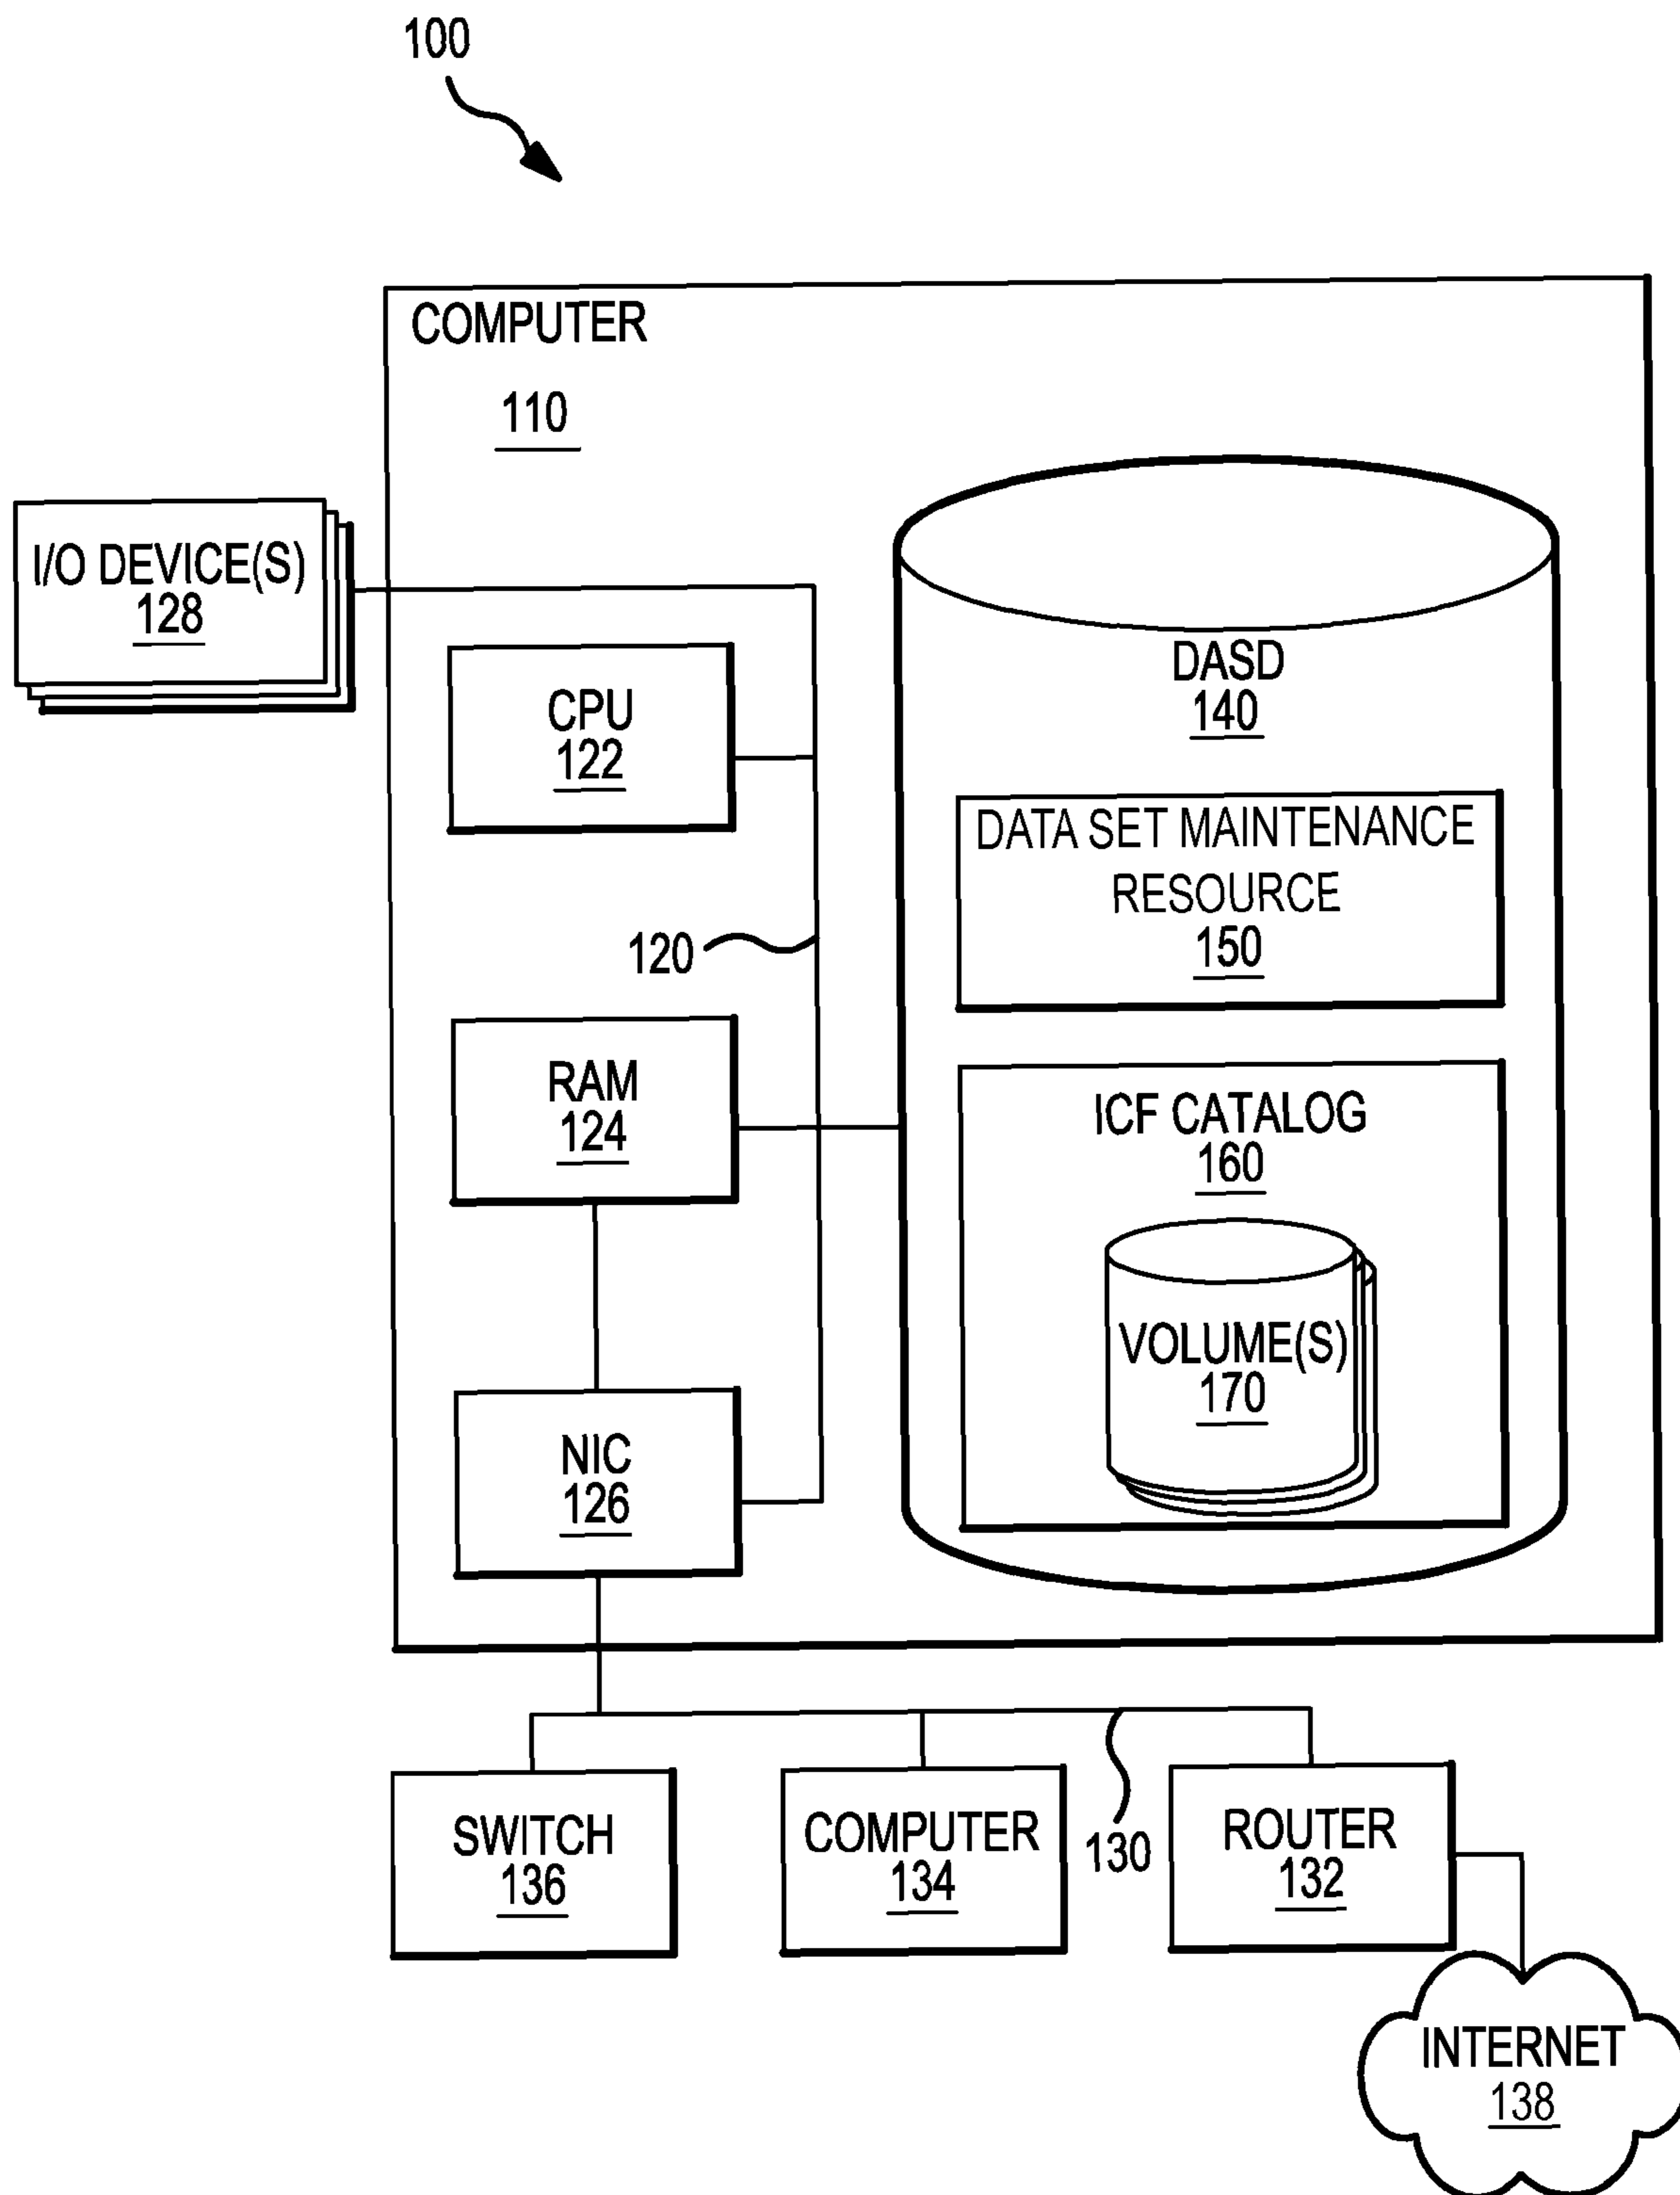 100
COMPUTER
110
I/O DEVICE(S)
128
CPU
122
DASD
140
DATA SET MAINTENANCE
RESOURCE
150
120
RAM
124
ICF CATALOG
160
VOLUME(S)
170
NIC
126
SWITCH
136
COMPUTER
134
130
ROUTER
132
INTERNET
138